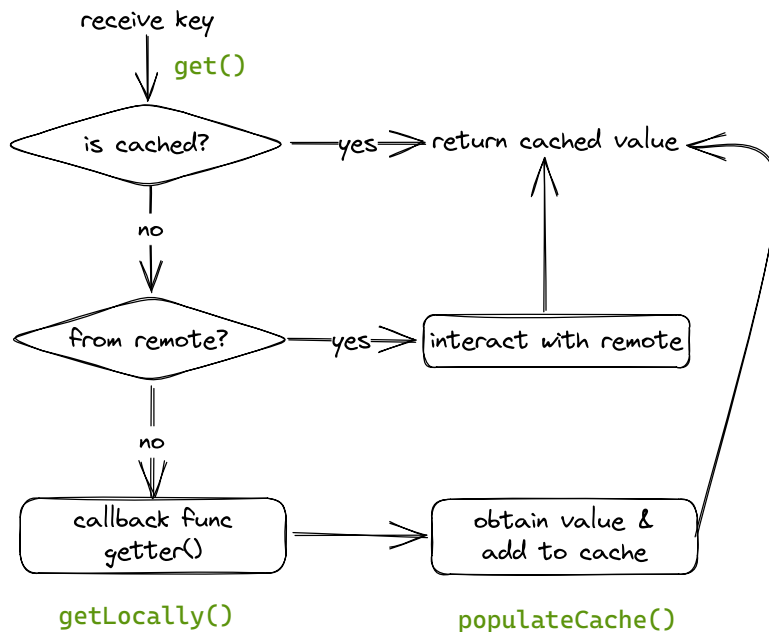 receive key
get()
is cached?
yes
return cached value
no
from remote?
yes
interact with remote
no
callback func
getter()
obtain value &
add to cache
getLocally()
populateCache()